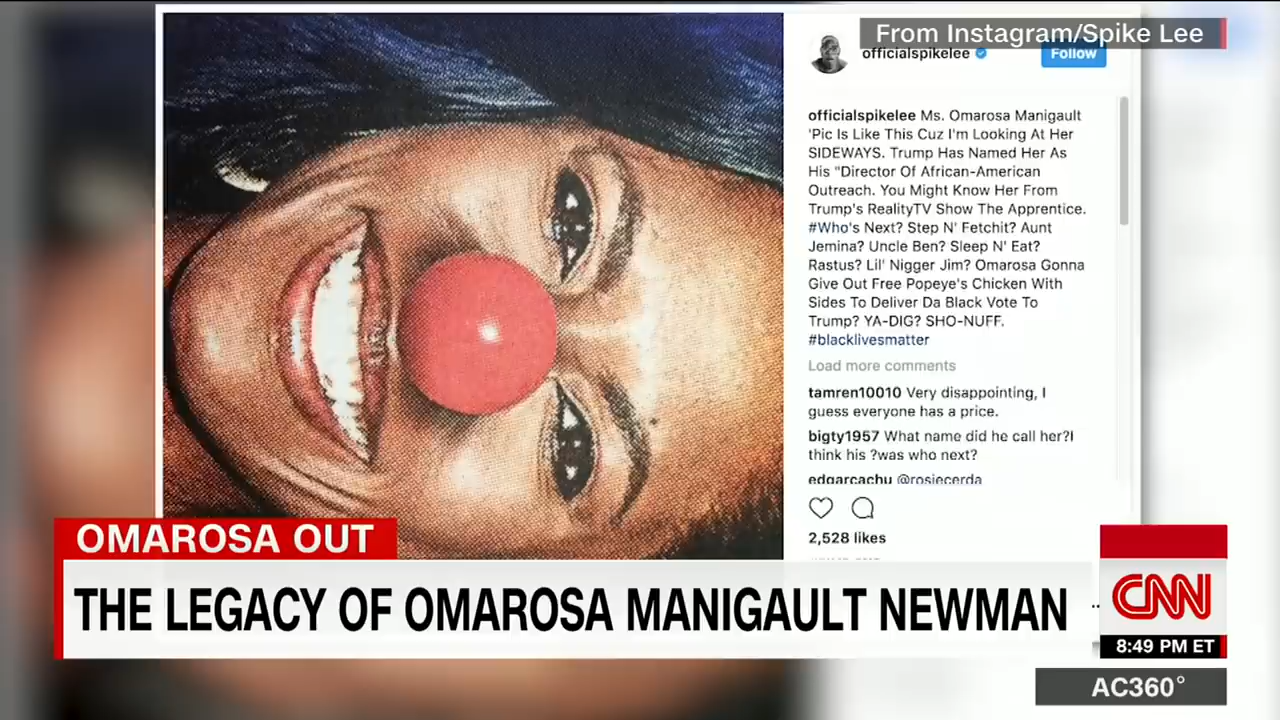 From Instagram/Spike Lee
officialspikelee
Follow
officialspikelee Ms. Omarosa Manigault
'Pic Is Like This Cuz I'm Looking At Her
SIDEWAYS. Trump Has Named Her As
His "Director Of African-American
Outreach. You Might Know Her From
Trump's RealityTV Show The Apprentice.
#Who's Next? Step N' Fetchit? Aunt
Jemina? Uncle Ben? Sleep N' Eat?
Rastus? Lil' Nigger Jim? Omarosa Gonna
Give Out Free Popeye's Chicken With
Sides To Deliver Da Black Vote To
Trump? YA-DIG? SHO-NUFF.
#blacklivesmatter
Load more comments
tamren10010 Very disappointing, I
guess everyone has a price.
bigty1957 What name did he call her?I
think his ?was who next?
edgarcachu @rosiecerda
2,528 likes
OMAROSA OUT
THE LEGACY OF OMAROSA MANIGAULT NEWMAN
CNN
8:49 PM ET
AC360°